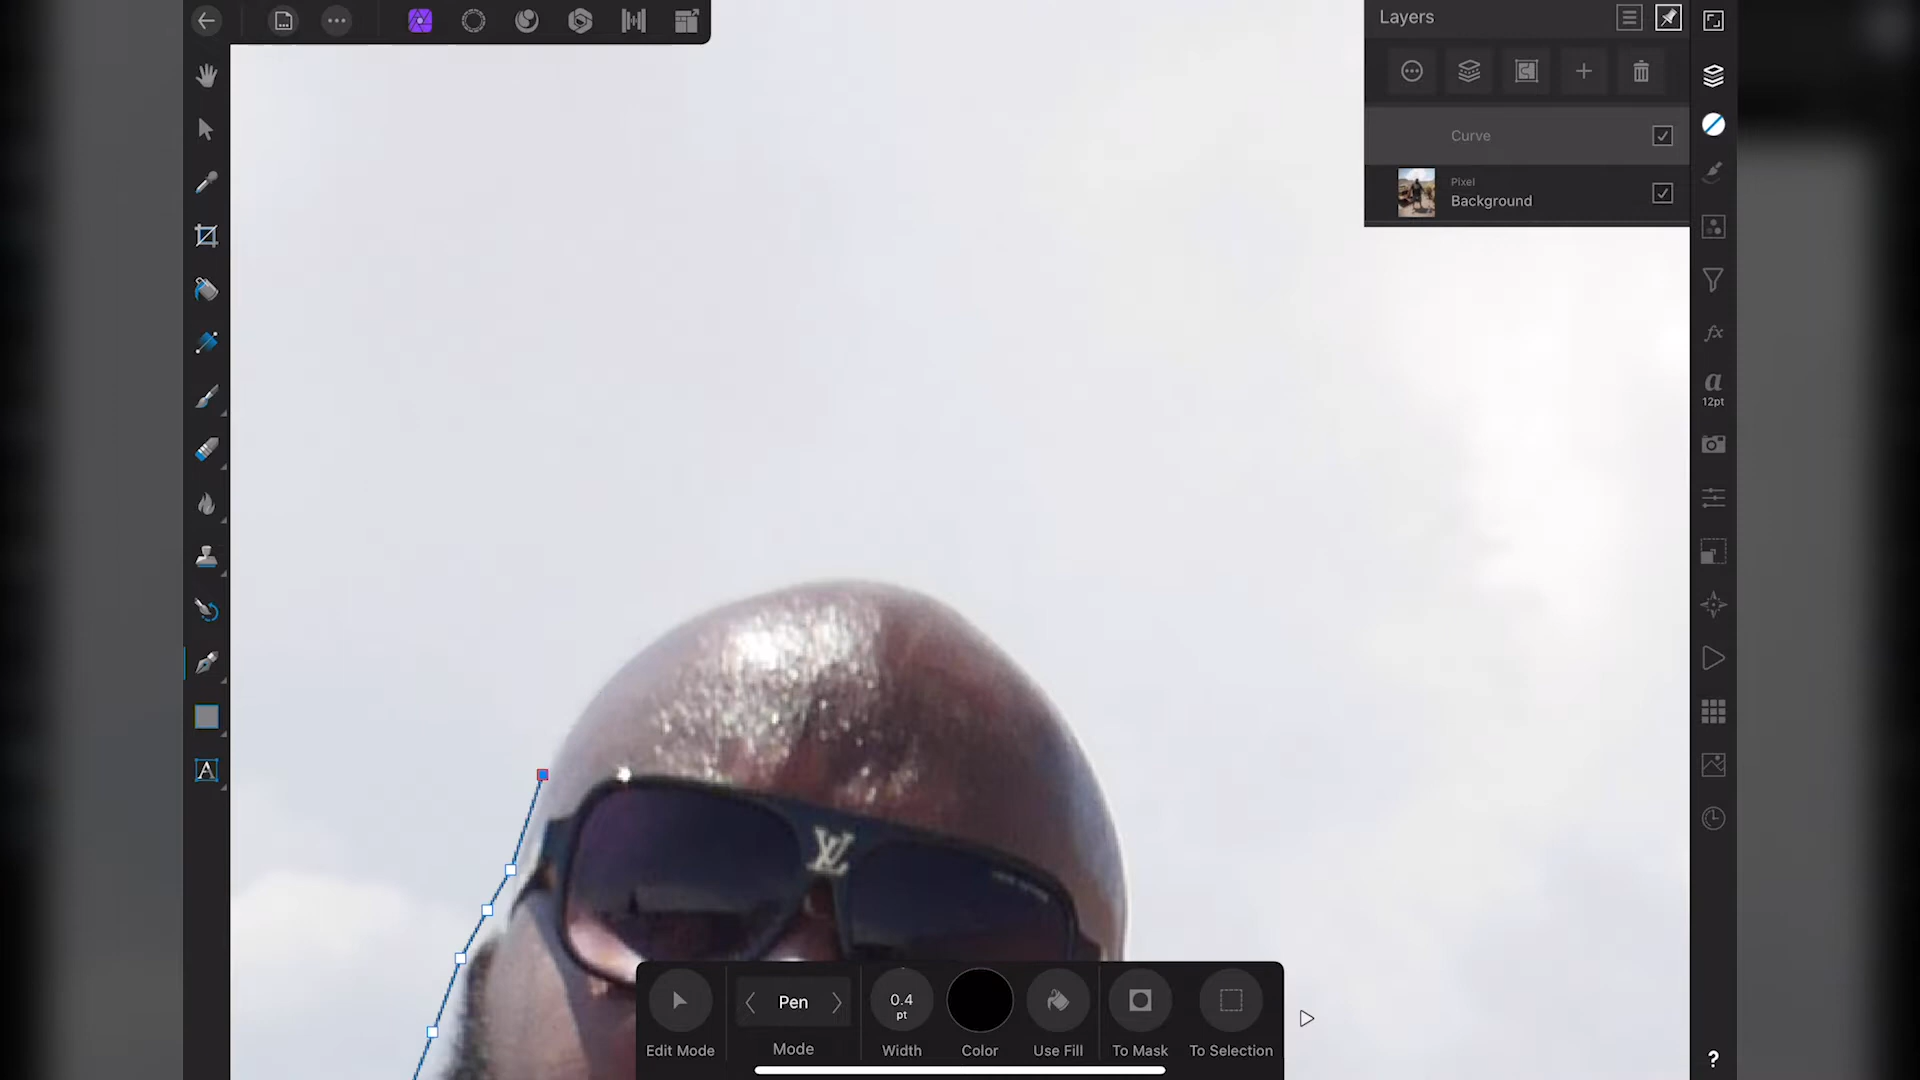 Layers
Curve
Pixel
Background
a
12pt
A
LV
Pen
0.4
pt
Edit Mode
Mode
Width
Color
Use Fill
To Mask
To Selection
fx
?